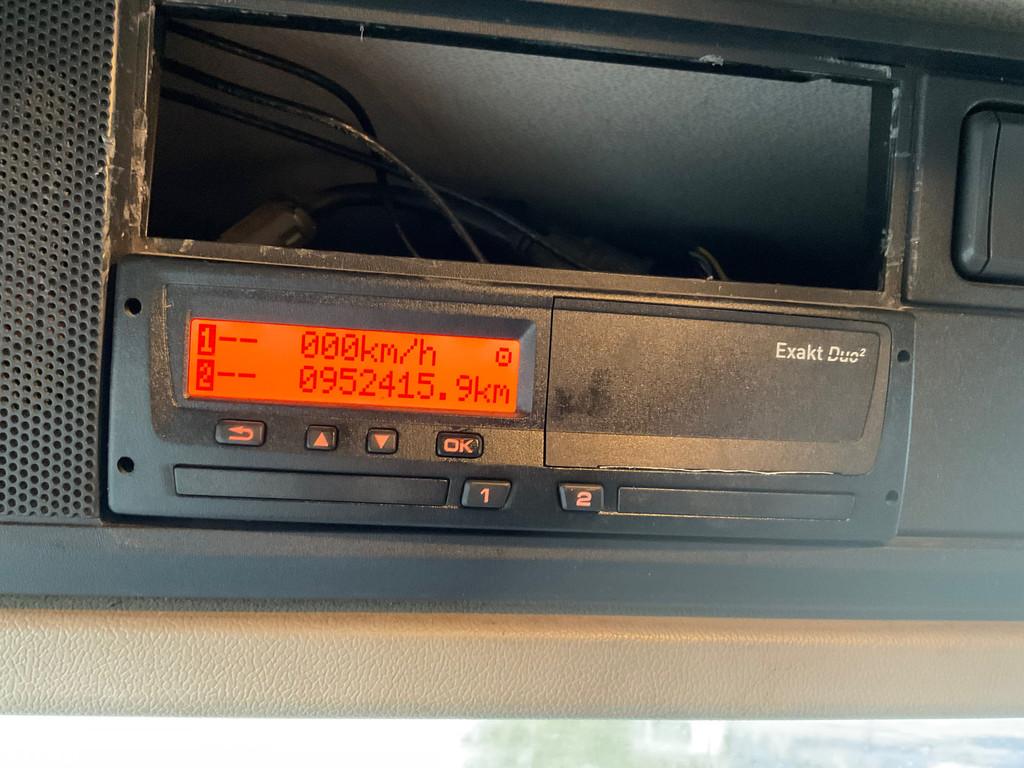 1 -- 000km/h
2 -- 0952415.9km
Exakt Duo²
OK
1 2